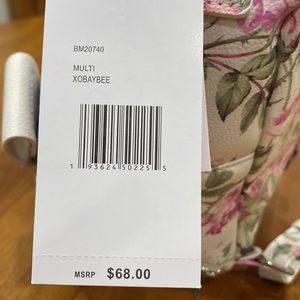 BM20740
MULTI
XOBAYBEE
1 93624 50225 5
MSRP $68.00